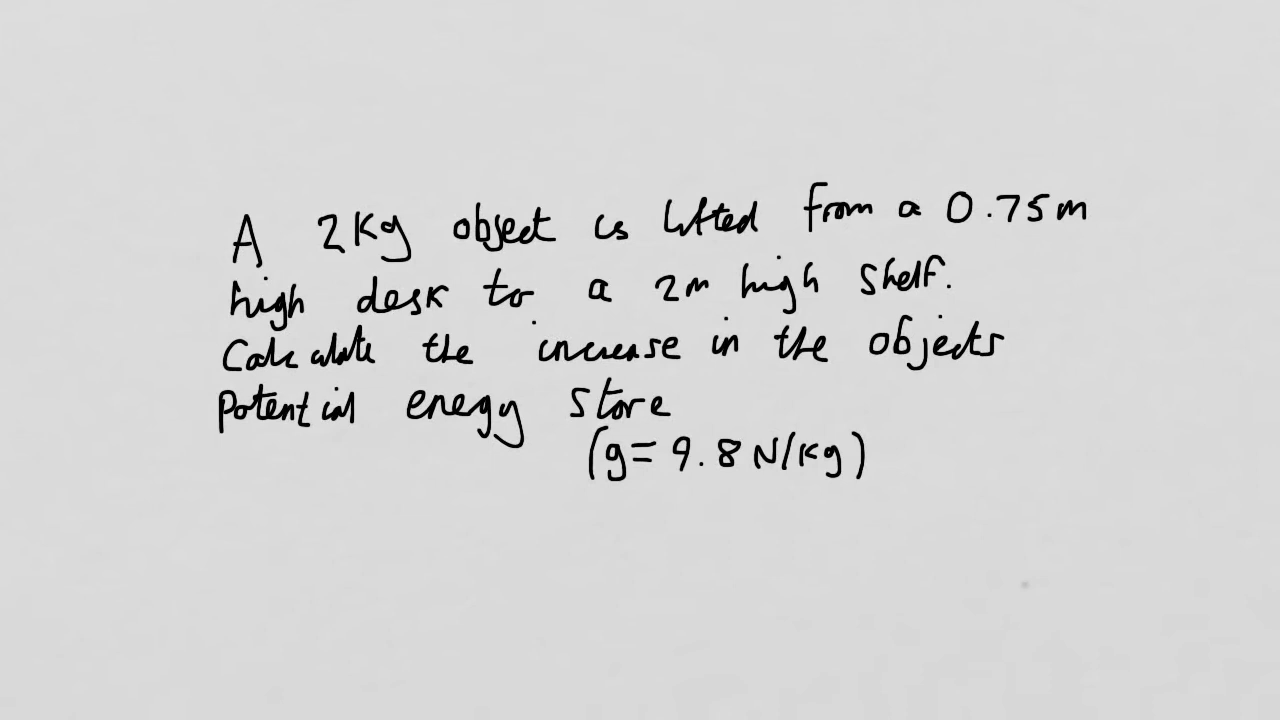 A 2kg object is lifted from a 0.75m
high desk to a 2m high shelf.
Calculate the increase in the objects
Potential energy store
(g= 9.8 N/kg)